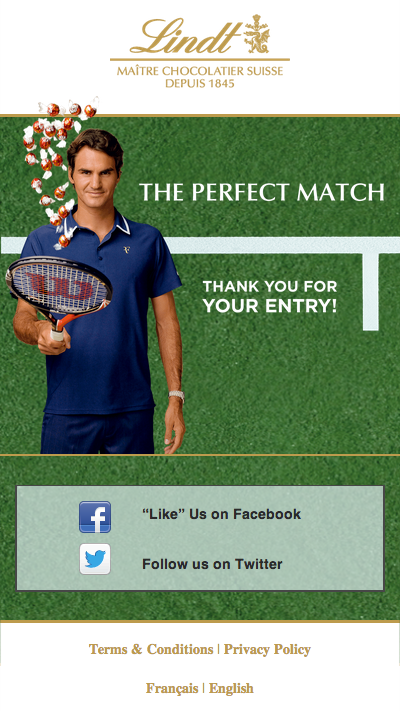 Lindt
MAÎTRE CHOCOLATIER SUISSE
DEPUIS 1845
THE PERFECT MATCH
THANK YOU FOR
YOUR ENTRY!
“Like” Us on Facebook
Follow us on Twitter
Terms & Conditions | Privacy Policy
Français | English